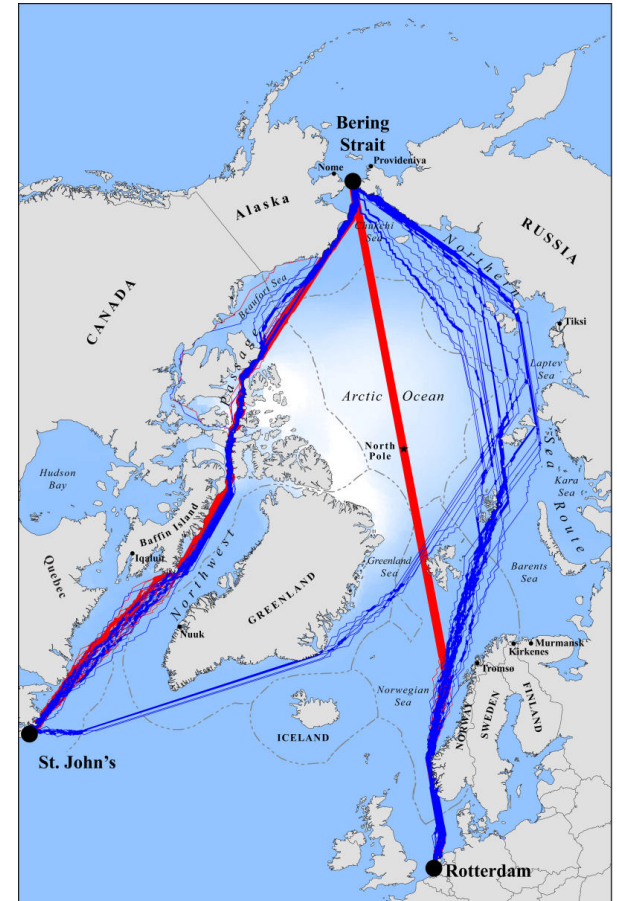 Bering
Strait
Nome
Provideniya
Alaska
Chukchi
Sea
Northern
RUSSIA
CANADA
Beaufort Sea
Passage
Tiksi
Laptev
Sea
Arctic Ocean
North
Pole
Sea
Hudson
Bay
Kara
Sea
Route
Baffin Island
Iqaluit
Northwest
Quebec
Greenland
Sea
Barents
Sea
GREENLAND
Nuuk
Murmansk
Kirkenes
Tromsø
Norwegian
Sea
NORWAY
SWEDEN
FINLAND
ICELAND
St. John's
Rotterdam